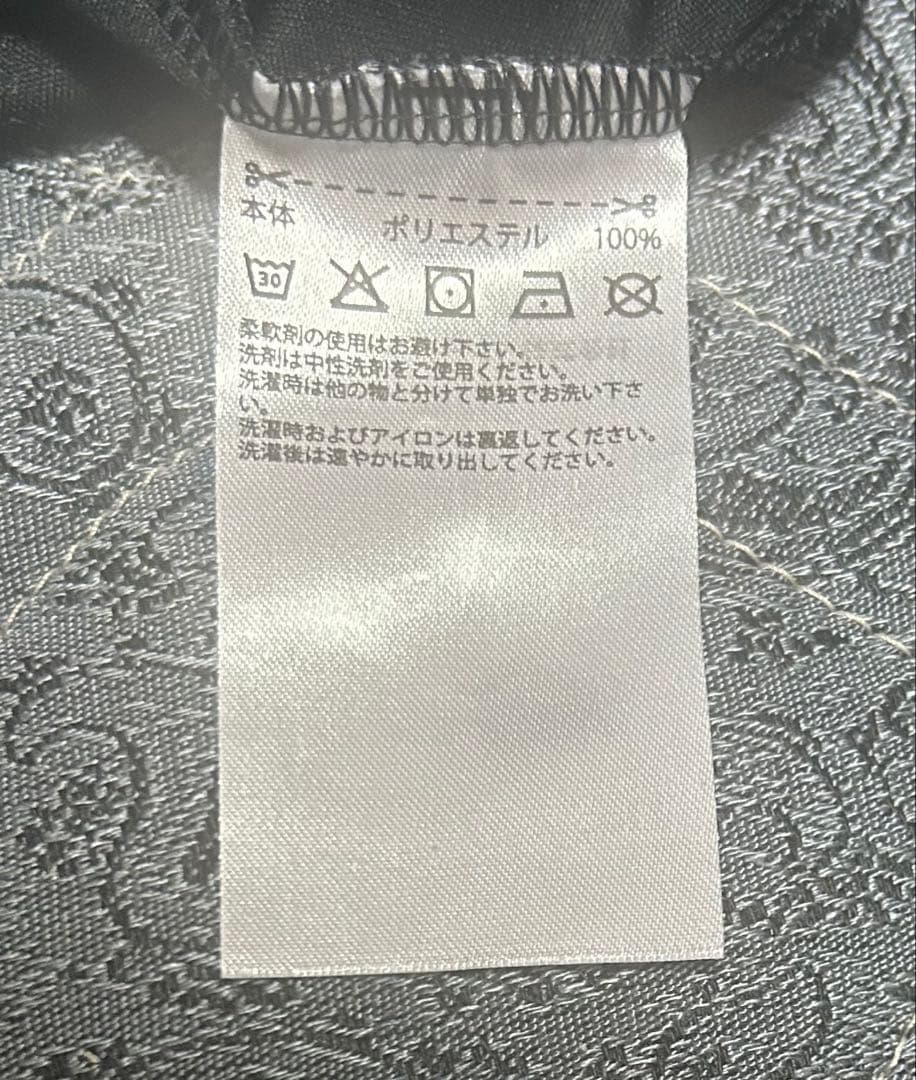 本体 ポリエステル 100%
30
柔軟剤の使用はお避け下さい。
洗剤は中性洗剤をご使用ください。
洗濯時は他の物と分けて単独でお洗い下さ
い。
洗濯時およびアイロンは裏返してください。
洗濯後は速やかに取り出してください。